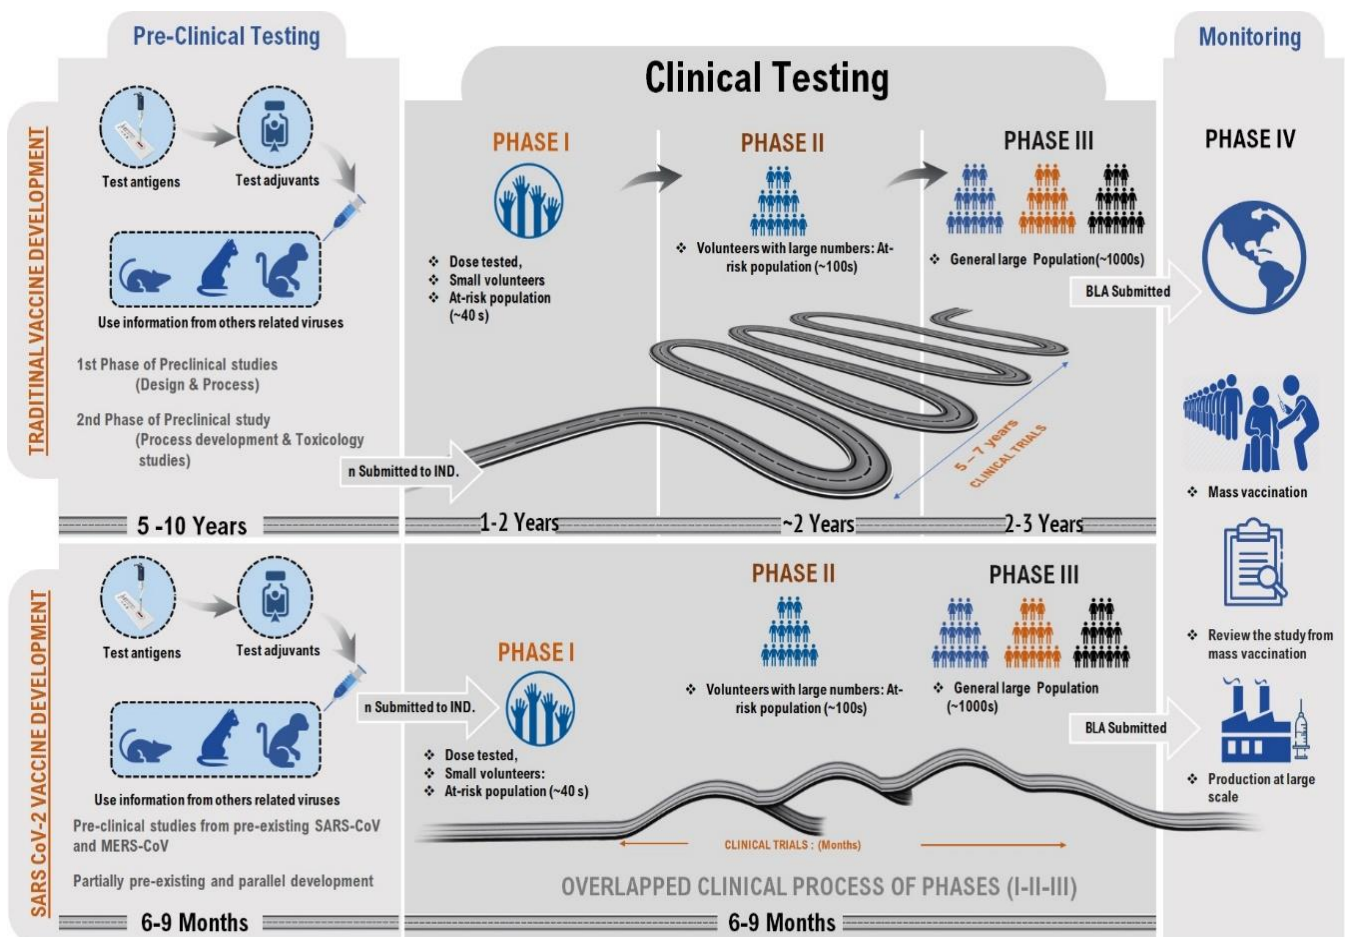 Pre-Clinical Testing
Clinical Testing
Monitoring
TRADITINAL VACCINE DEVELOPMENT
Test antigens
Test adjuvants
Use information from others related viruses
1st Phase of Preclinical studies
(Design & Process)
2nd Phase of Preclinical study
(Process development & Toxicology
studies)
n Submitted to IND.
5 -10 Years
PHASE I
❖ Dose tested,
❖ Small volunteers
❖ At-risk population
(~40 s)
1-2 Years
PHASE II
❖ Volunteers with large numbers: At-
risk population (~100s)
~2 Years
PHASE III
❖ General large Population(~1000s)
5 – 7 years
CLINICAL TRIALS
2-3 Years
BLA Submitted
PHASE IV
❖ Mass vaccination
❖ Review the study from
mass vaccination
❖ Production at large
scale
SARS CoV-2 VACCINE DEVELOPMENT
Test antigens
Test adjuvants
Use information from others related viruses
Pre-clinical studies from pre-existing SARS-CoV
and MERS-CoV
Partially pre-existing and parallel development
6-9 Months
n Submitted to IND.
PHASE I
❖ Dose tested,
❖ Small volunteers:
❖ At-risk population (~40 s)
PHASE II
❖ Volunteers with large numbers: At-
risk population (~100s)
PHASE III
❖ General large Population
(~1000s)
BLA Submitted
CLINICAL TRIALS : (Months)
OVERLAPPED CLINICAL PROCESS OF PHASES (I-II-III)
6-9 Months